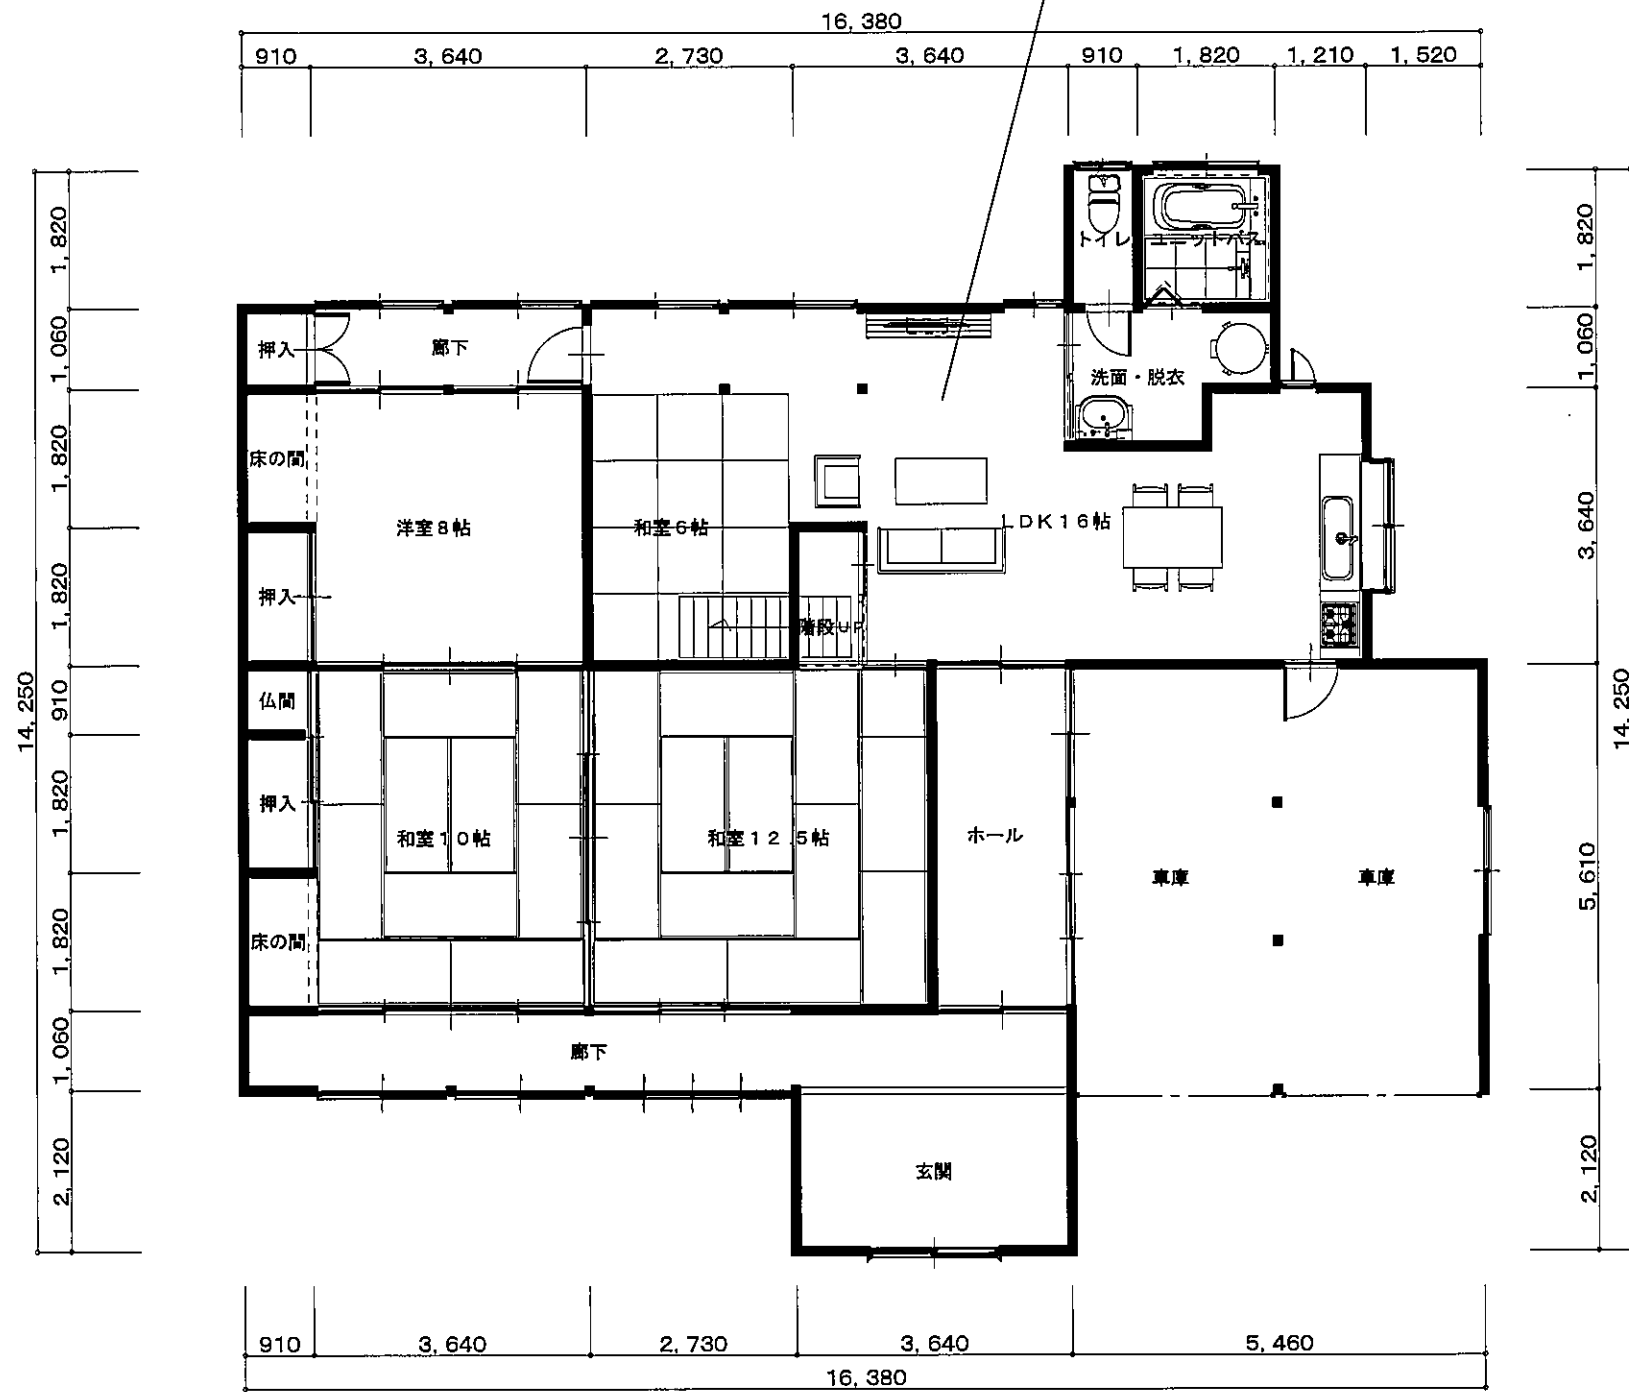 16,380
910
3,640
2,730
3,640
910
1,820
1,210
1,520
1,820
1,060
1,820
1,820
910
1,820
1,820
1,060
2,120
14,250
1,820
1,060
3,640
5,610
2,120
14,250
トイレ
ユニットバス
押入
廊下
洗面・脱衣
床の間
洋室8帖
和室6帖
LDK16帖
押入
階段UP
仏間
押入
和室10帖
和室12.5帖
ホール
車庫
車庫
床の間
廊下
玄関
910
3,640
2,730
3,640
5,460
16,380